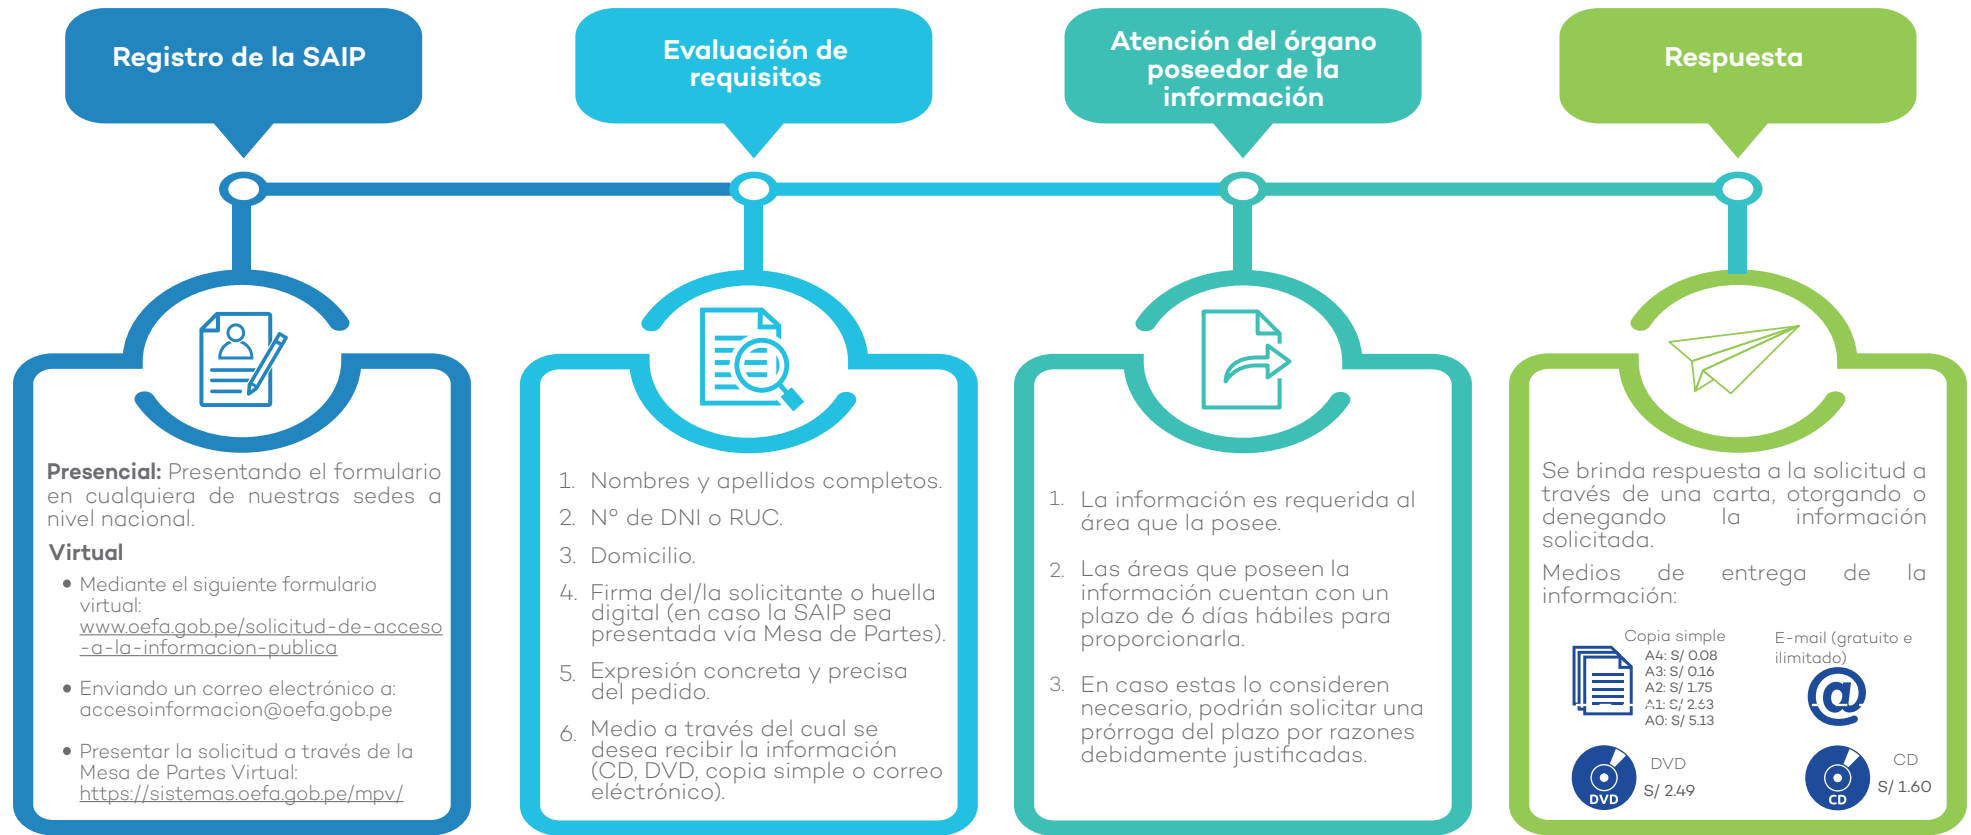 Registro de la SAIP
Evaluación de
requisitos
Atención del órgano
poseedor de la
información
Respuesta
Presencial: Presentando el formulario
en cualquiera de nuestras sedes a
nivel nacional.
Virtual
• Mediante el siguiente formulario
virtual:
www.oefa.gob.pe/solicitud-de-acceso
-a-la-informacion-publica
• Enviando un correo electrónico a:
accesoinformacion@oefa.gob.pe
• Presentar la solicitud a través de la
Mesa de Partes Virtual:
https://sistemas.oefa.gob.pe/mpv/
1. Nombres y apellidos completos.
2. N° de DNI o RUC.
3. Domicilio.
4. Firma del/la solicitante o huella
digital (en caso la SAIP sea
presentada vía Mesa de Partes).
5. Expresión concreta y precisa
del pedido.
6. Medio a través del cual se
desea recibir la información
(CD, DVD, copia simple o correo
eléctrónico).
1. La información es requerida al
área que la posee.
2. Las áreas que poseen la
información cuentan con un
plazo de 6 días hábiles para
proporcionarla.
3. En caso estas lo consideren
necesario, podrían solicitar una
prórroga del plazo por razones
debidamente justificadas.
Se brinda respuesta a la solicitud a
través de una carta, otorgando o
denegando la información
solicitada.
Medios de entrega de la
información:
Copia simple
A4: S/ 0.08
A3: S/ 0.16
A2: S/ 1.75
A1: S/ 2.63
A0: S/ 5.13
E-mail (gratuito e
ilimitado)
@
DVD
DVD
S/ 2.49
CD
CD
S/ 1.60